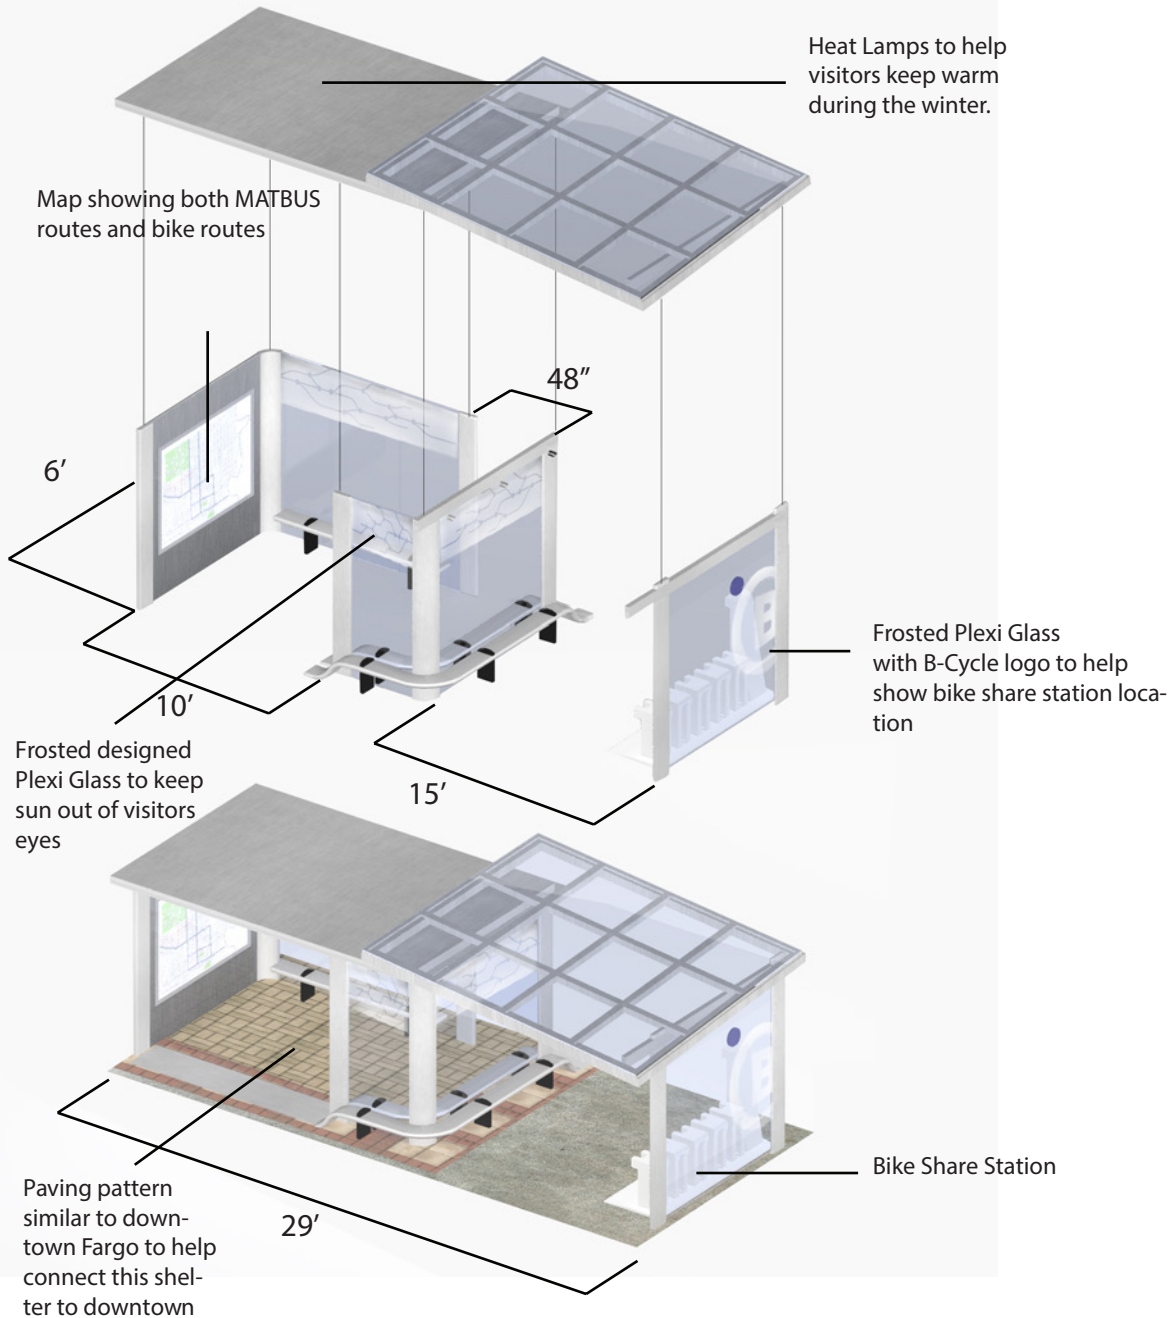 Heat Lamps to help
visitors keep warm
during the winter.
Map showing both MATBUS
routes and bike routes
48”
6’
10’
15’
Frosted Plexi Glass
with B-Cycle logo to help
show bike share station loca-
tion
B
Frosted designed
Plexi Glass to keep
sun out of visitors
eyes
B
Bike Share Station
Paving pattern
similar to down-
town Fargo to help
connect this shel-
ter to downtown
29’